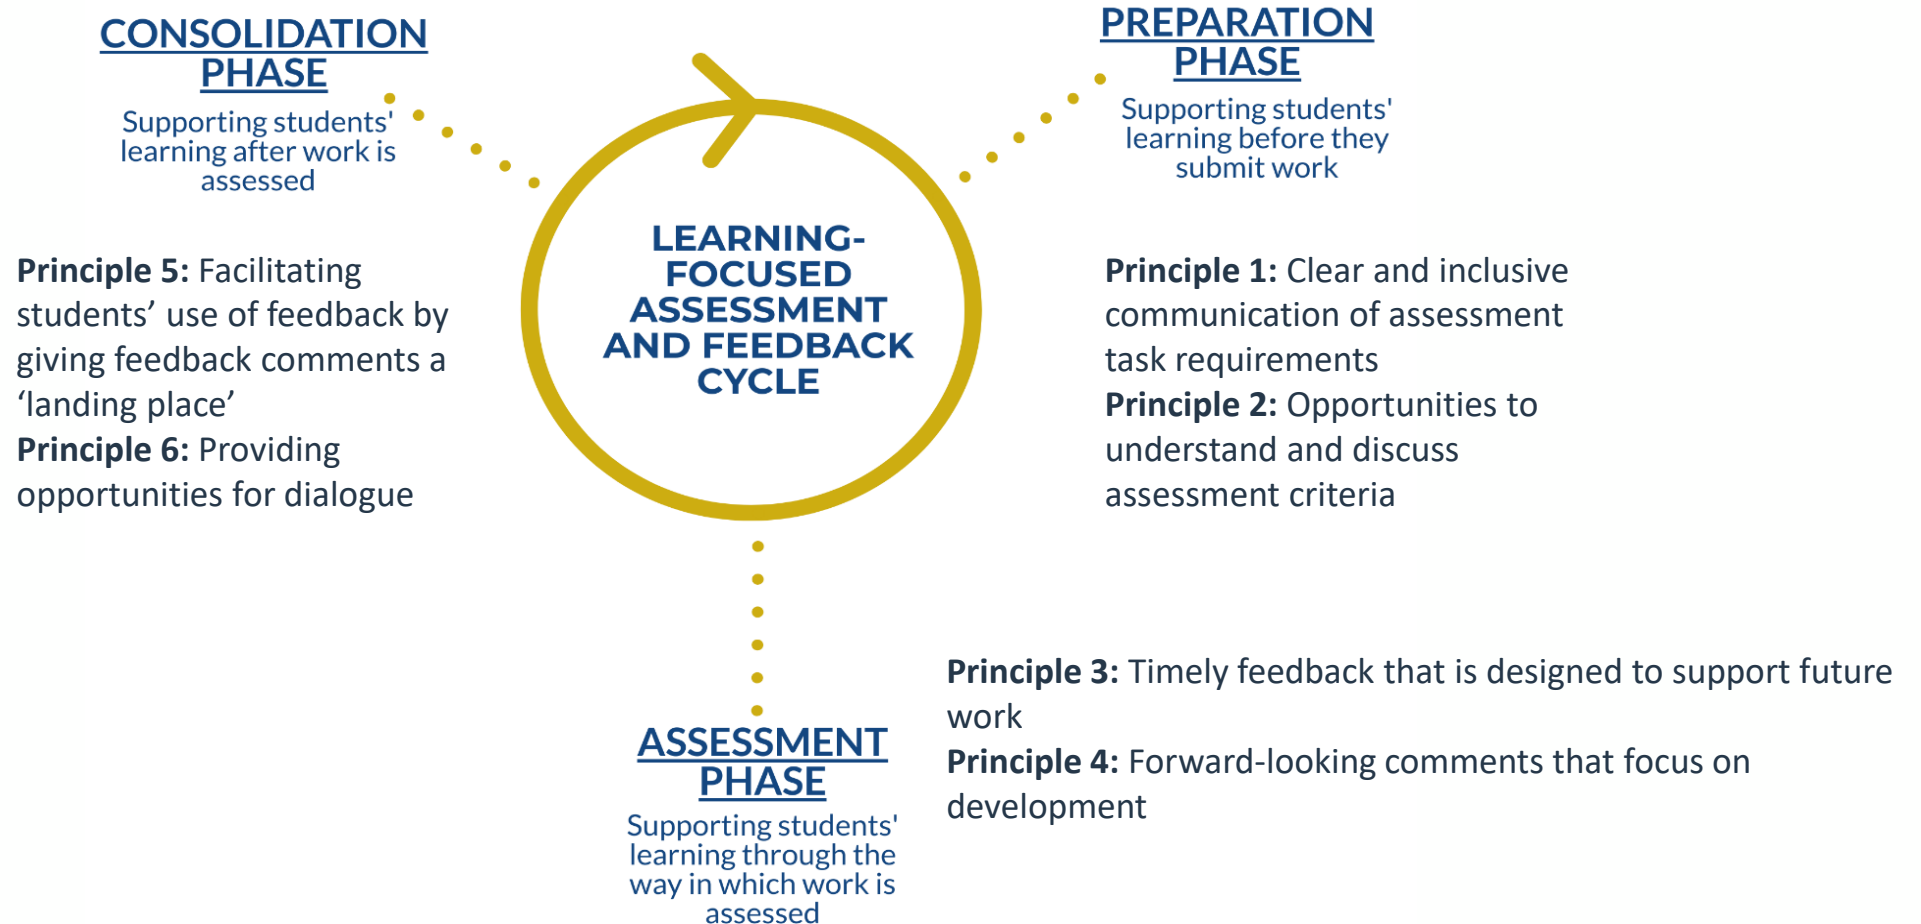 CONSOLIDATION
PHASE
Supporting students'
learning after work is
assessed
Principle 5: Facilitating
students’ use of feedback by
giving feedback comments a
‘landing place’
Principle 6: Providing
opportunities for dialogue
LEARNING-
FOCUSED
ASSESSMENT
AND FEEDBACK
CYCLE
PREPARATION
PHASE
Supporting students'
learning before they
submit work
Principle 1: Clear and inclusive
communication of assessment
task requirements
Principle 2: Opportunities to
understand and discuss
assessment criteria
ASSESSMENT
PHASE
Supporting students'
learning through the
way in which work is
assessed
Principle 3: Timely feedback that is designed to support future
work
Principle 4: Forward-looking comments that focus on
development